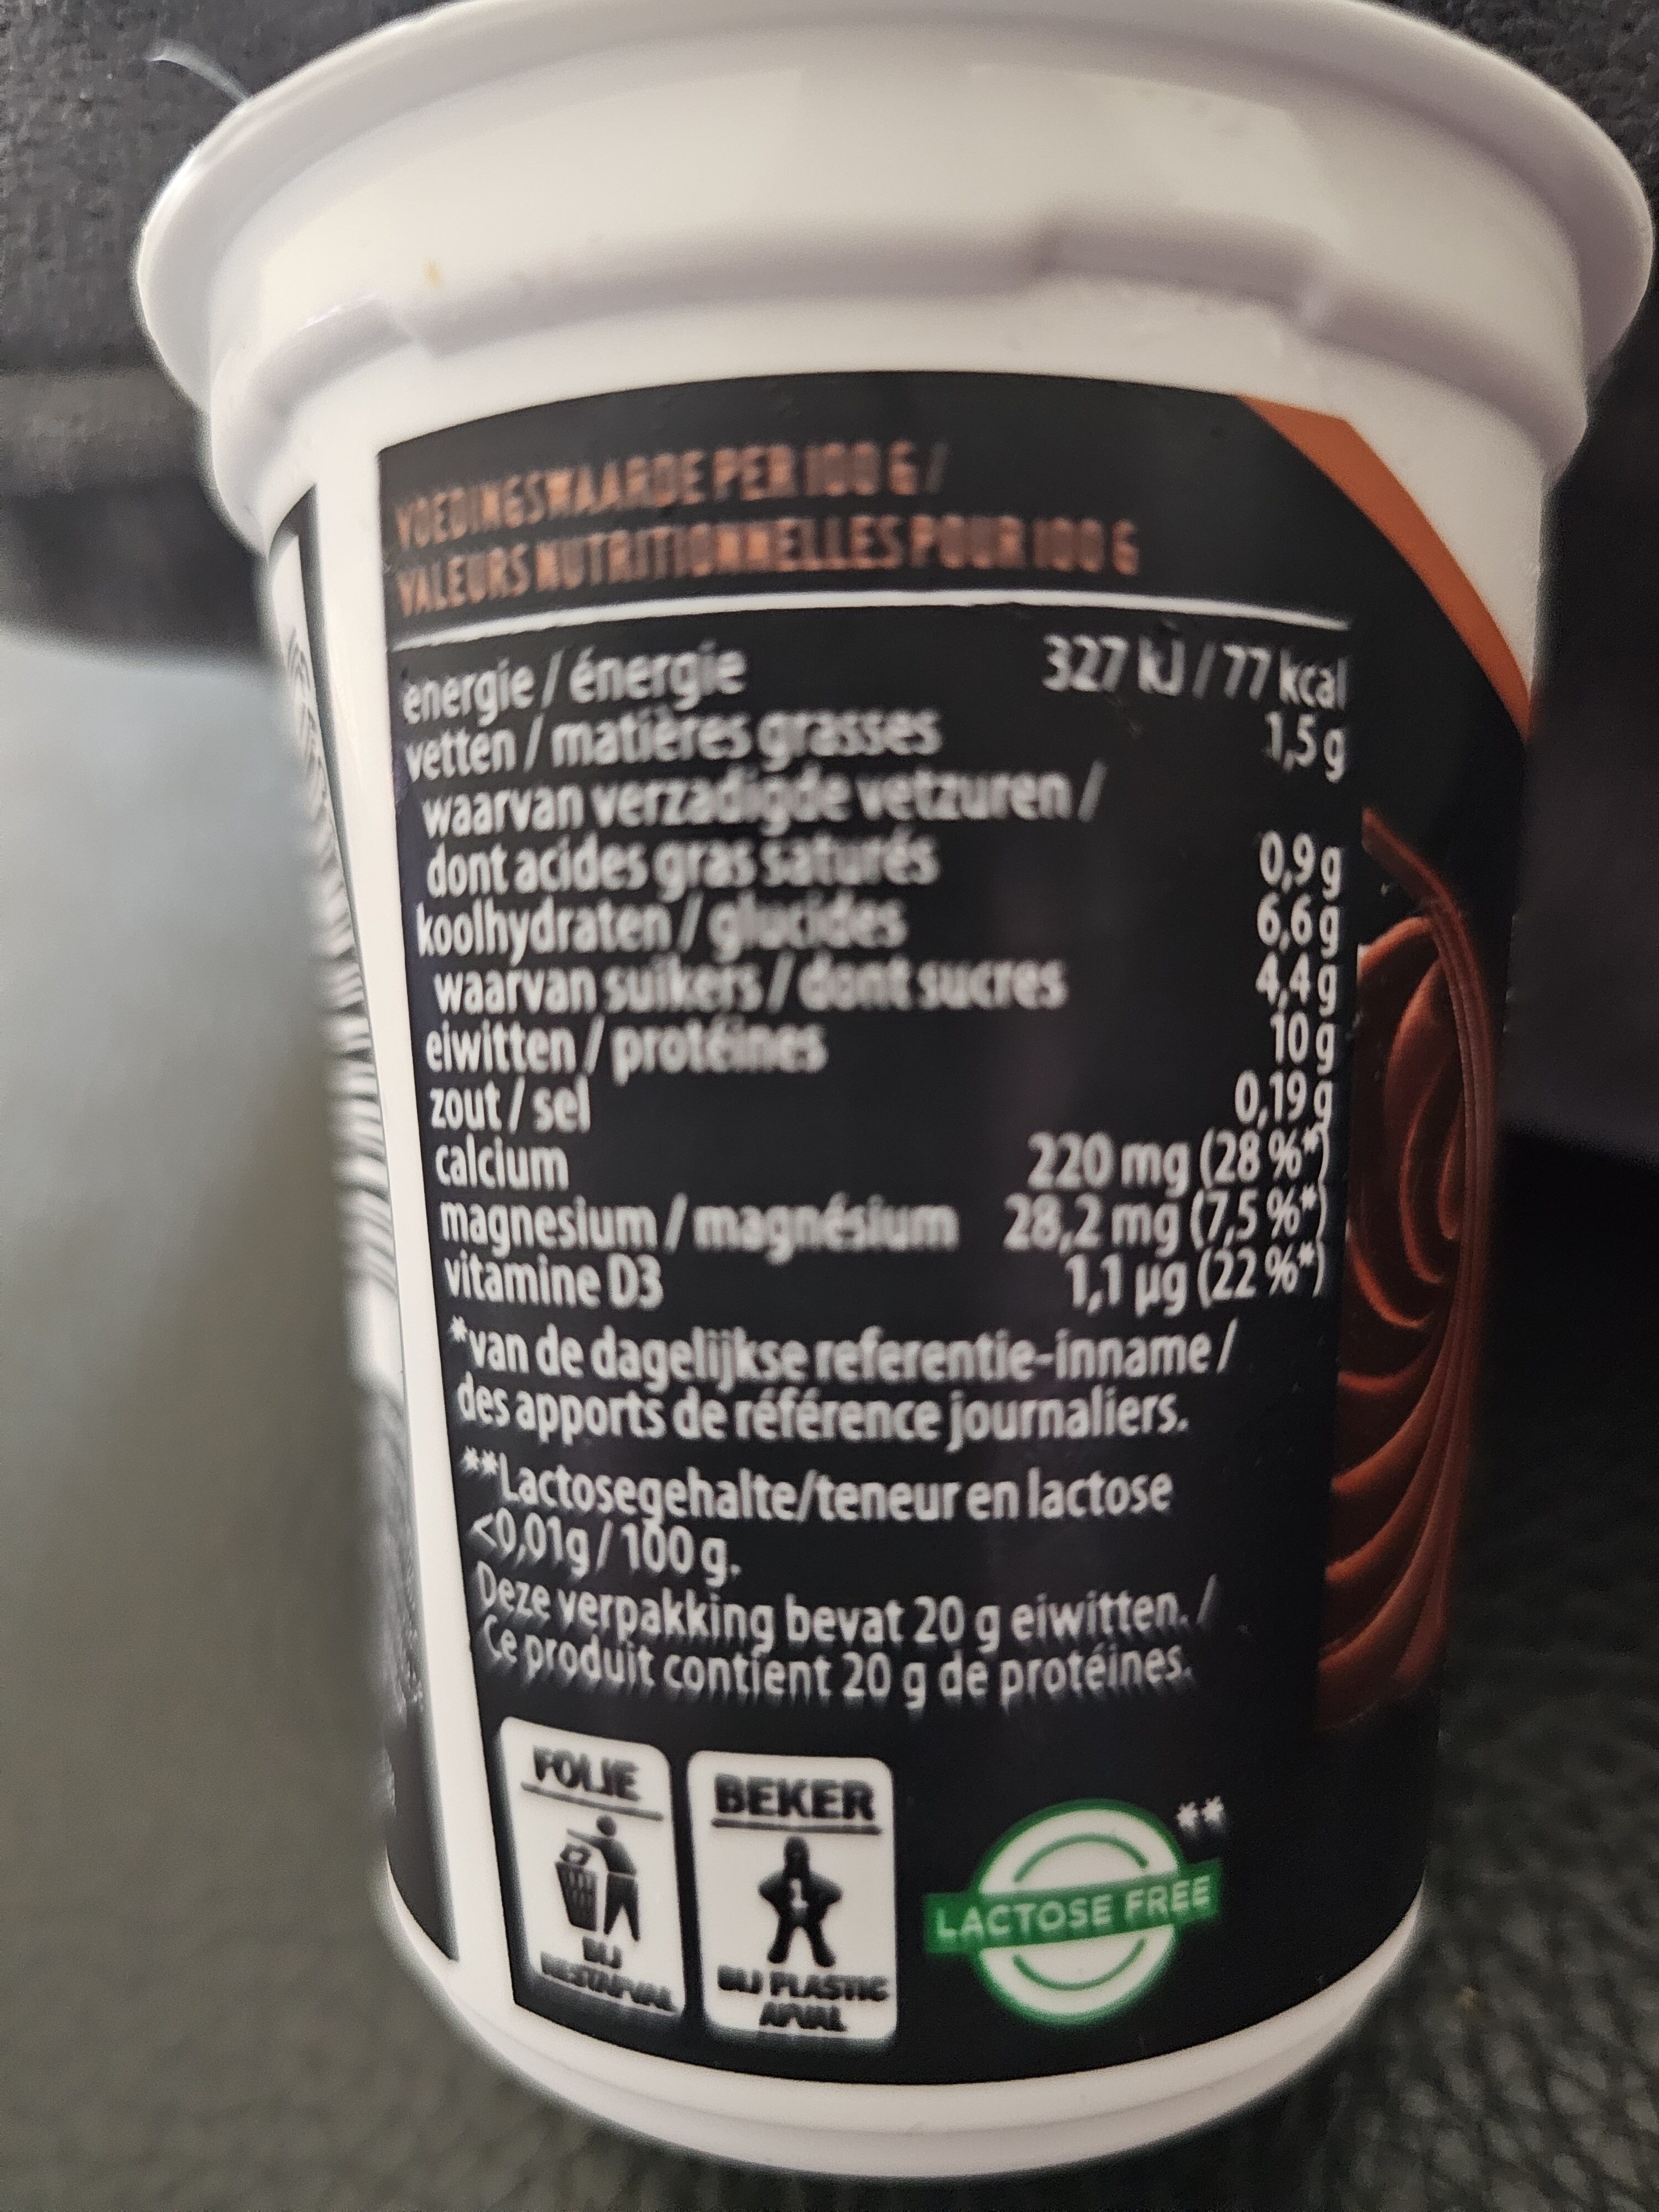 VOEDINGSWAARDE PER 100 G /
VALEURS NUTRITIONNELLES POUR 100 G
energie / énergie 327 kJ / 77 kcal
vetten / matières grasses 1,5 g
waarvan verzadigde vetzuren /
dont acides gras saturés 0,9 g
koolhydraten / glucides 6,6 g
waarvan suikers / dont sucres 4,4 g
eiwitten / protéines 10 g
zout / sel 0,19 g
calcium 220 mg (28 %*)
magnesium / magnésium 28,2 mg (7,5 %*)
vitamine D3 1,1 µg (22 %*)
*van de dagelijkse referentie-inname /
des apports de référence journaliers.
**Lactosegehalte/teneur en lactose
<0,01g / 100 g.
Deze verpakking bevat 20 g eiwitten. /
Ce produit contient 20 g de protéines.
FOLIE
BIJ
RESTAFVAL
BEKER
1
BIJ PLASTIC
AFVAL
LACTOSE FREE
**